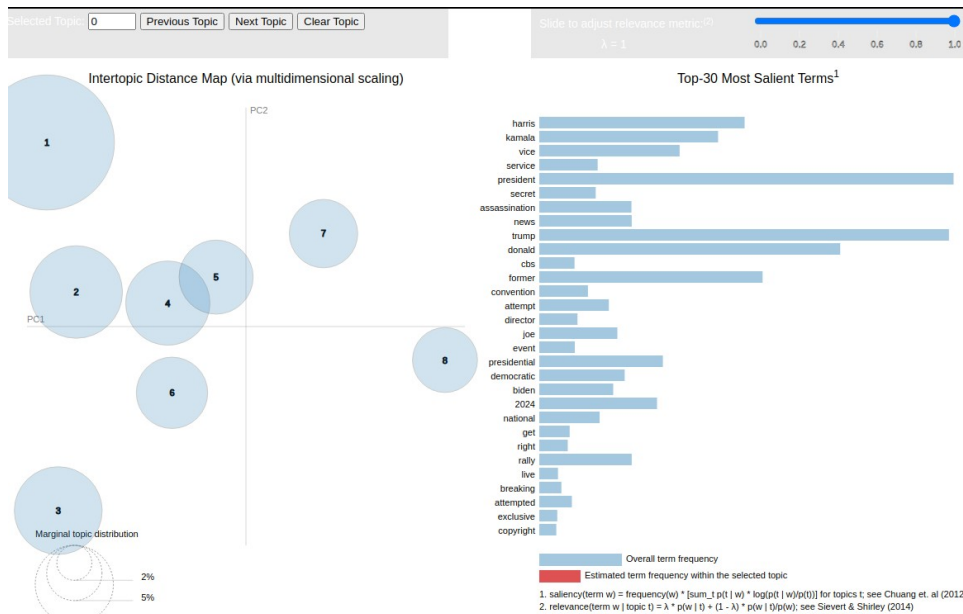 Selected Topic: 0 Previous Topic Next Topic Clear Topic
Slide to adjust relevance metric:(2)
λ = 1
0.0 0.2 0.4 0.6 0.8 1.0
Intertopic Distance Map (via multidimensional scaling)
PC2
PC1
1
2
3
4
5
6
7
8
Marginal topic distribution
2%
5%
Top-30 Most Salient Terms1
harris
kamala
vice
service
president
secret
assassination
news
trump
donald
cbs
former
convention
attempt
director
joe
event
presidential
democratic
biden
2024
national
get
right
rally
live
breaking
attempted
exclusive
copyright
Overall term frequency
Estimated term frequency within the selected topic
1. saliency(term w) = frequency(w) * [sum_t p(t | w) * log(p(t | w)/p(t))] for topics t; see Chuang et. al (2012
2. relevance(term w | topic t) = λ * p(w | t) + (1 - λ) * p(w | t)/p(w); see Sievert & Shirley (2014)